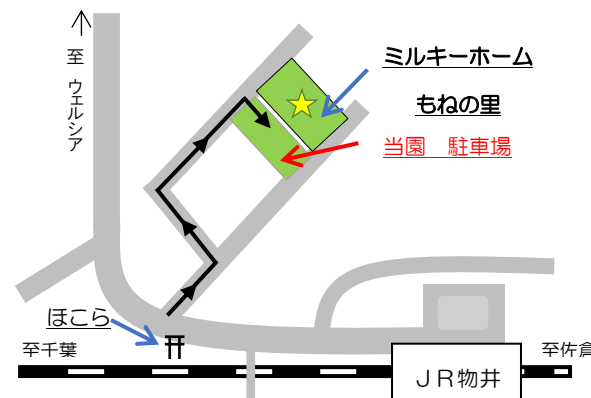 至 ウェルシア
ミルキーホーム
もねの里
当園　駐車場
ほこら
至千葉
至佐倉
ＪＲ物井